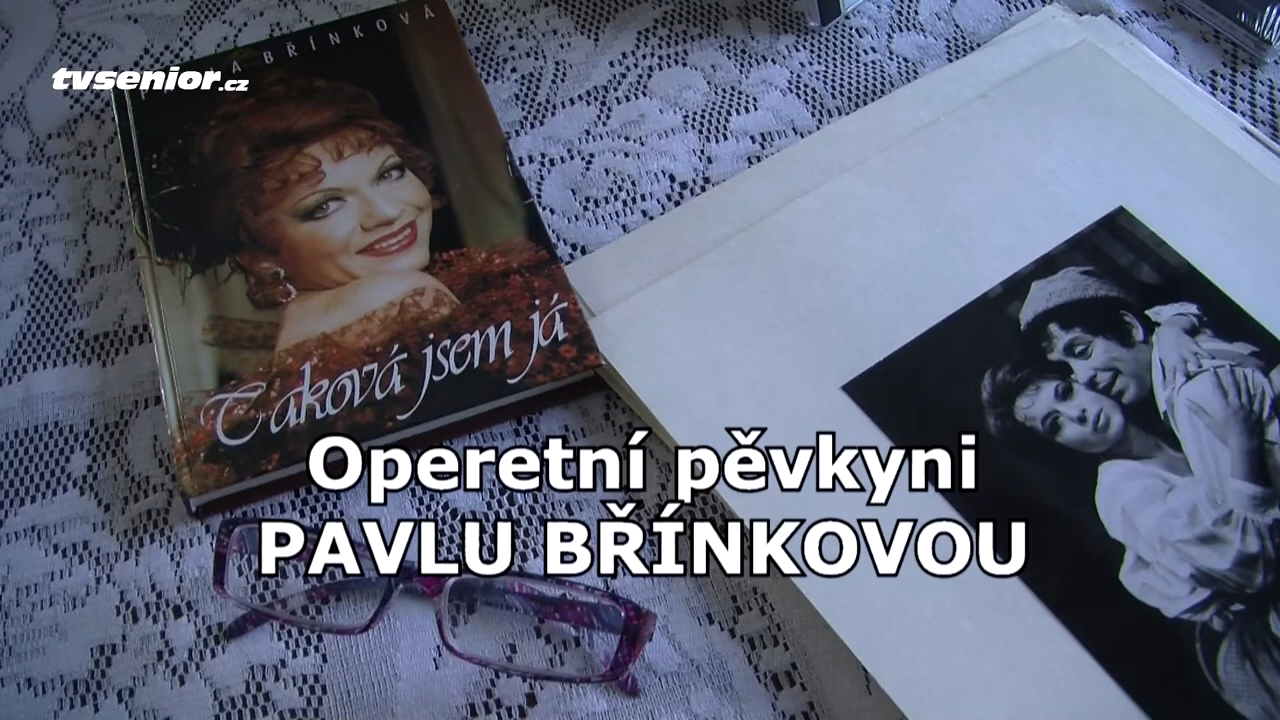 BŘÍNKOVÁ
tvsenior.cz
Taková jsem já
Operetní pěvkyni
PAVLU BŘÍNKOVOU